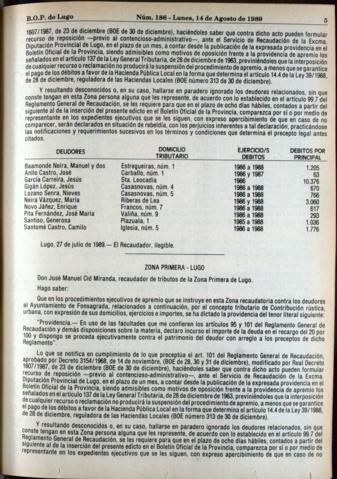 B.O.P. de Lugo Núm. 186 - Lunes, 14 de Agosto de 1989 5
1607/1987, de 23 de diciembre (BOE de 30 de diciembre), haciéndoles saber que contra dicho acto pueden formular
recurso de reposición —previo al contencioso-administrativo—, ante el Servicio de Recaudación de la Excma.
Diputación Provincial de Lugo, en el plazo de un mes, a contar desde la publicación de la expresada providencia en el
Boletín Oficial de la Provincia, siendo admisibles como motivos de oposición frente a la providencia de apremio los
señalados en el artículo 137 de la Ley General Tributaria, de 28 de diciembre de 1963, previniéndoles que la interposición
de cualquier recurso o reclamación no producirá la suspensión del procedimiento de apremio, a menos que se garantice
el pago de los débitos a favor de la Hacienda Pública Local en la forma que determina el artículo 14.4 de la Ley 39/1988,
de 28 de diciembre, reguladora de las Haciendas Locales (BOE número 313 de 30 de diciembre).
Y resultando desconocidos o, en su caso, hallarse en paradero ignorado los deudores relacionados, sin que
conste tengan en esta Zona persona alguna que les represente, de acuerdo con lo establecido en el artículo 99.7 del
Reglamento General de Recaudación, se les requiere para que en el plazo de ocho días hábiles, contados a partir del
siguiente al de la inserción del presente edicto en el Boletín Oficial de la Provincia, comparezca por sí o por medio de
representante en los expedientes ejecutivos que se les siguen, con expreso apercibimiento de que en caso de no
comparecer, serán declarados en situación de rebeldía, con los perjuicios inherentes a tal declaración, practicándose
las notificaciones y requerimientos sucesivos en los términos y condiciones que determina el precepto legal antes
citados.
DEUDORES DOMICILIO TRIBUTARIO EJERCICIO/S DEBITOS DEBITOS POR PRINCIPAL
Baamonde Neira, Manuel y dos Estregueiras, núm. 1 1986 a 1988 1.205
Anllo Castro, José Carballo, núm. 1 1986 y 1987 63
García Carreira, Jesús Sta. Leocadia 1986 10.376
Gigán López, Jesús Casasnovas, núm. 4 1986 a 1988 670
Lozano Senra, Nieves Casasnovas, núm. 5 1986 a 1988 766
Neira Vázquez, María Riberas de Lea 1986 y 1988 3.060
Novo Jáñez, Enrique Francos, núm. 7 1986 a 1988 617
Pita Fernández, José María Valiña, núm. 9 1986 a 1988 293
Santiso, Generosa Plazuala, 1 1985 a 1988 1.036
Santomé Castro, Camilo Iglesia, núm. 5 1986 a 1988 1.776
Lugo, 27 de julio de 1989.— El Recaudador, ilegible.
ZONA PRIMERA - LUGO
Don José Manuel Cid Miranda, recaudador de tributos de la Zona Primera de Lugo.
Hago saber:
Que en los procedimientos ejecutivos de apremio que se instruye en esta Zona recaudatoria contra los deudores
al Ayuntamiento de Fonsagrada, relacionados a continuación, por el concepto tributario de Contribución rústica,
urbana, con expresión de sus domicilios, ejercicios e importes, se ha dictado la providencia del tenor literal siguiente:
"Providencia.— En uso de las facultades que me confieren los artículos 95 y 101 del Reglamento General de
Recaudación y demás disposiciones sobre la materia, declaro incurso el importe de la deuda en el recargo del 20 por
100 y dispongo se proceda ejecutivamente contra el patrimonio del deudor con arreglo a los preceptos de dicho
Reglamento".
Lo que se notifica en cumplimiento de lo que preceptúa el art. 101 del Reglamento General de Recaudación,
aprobado por Decreto 3154/1968, de 14 de noviembre, (BOE de 28, 30 y 31 de diciembre), modificado por Real Decreto
1607/1987, de 23 de diciembre (BOE de 30 de diciembre), haciéndoles saber que contra dicho acto pueden formular
recurso de reposición —previo al contencioso-administrativo—, ante el Servicio de Recaudación de la Excma.
Diputación Provincial de Lugo, en el plazo de un mes, a contar desde la publicación de la expresada providencia en el
Boletín Oficial de la Provincia, siendo admisibles como motivos de oposición frente a la providencia de apremio los
señalados en el artículo 137 de la Ley General Tributaria, de 28 de diciembre de 1963, previniéndoles que la interposición
de cualquier recurso o reclamación no producirá la suspensión del procedimiento de apremio, a menos que se garantice
el pago de los débitos a favor de la Hacienda Pública Local en la forma que determina el artículo 14.4 de la Ley 39/1988,
de 28 de diciembre, reguladora de las Haciendas Locales (BOE número 313 de 30 de diciembre).
Y resultando desconocidos o, en su caso, hallarse en paradero ignorado los deudores relacionados, sin que
conste tengan en esta Zona persona alguna que les represente, de acuerdo con lo establecido en el artículo 99.7 del
Reglamento General de Recaudación, se les requiere para que en el plazo de ocho días hábiles, contados a partir del
siguiente al de la inserción del presente edicto en el Boletín Oficial de la Provincia, comparezca por sí o por medio de
representante en los expedientes ejecutivos que se les siguen, con expreso apercibimiento de que en caso de no